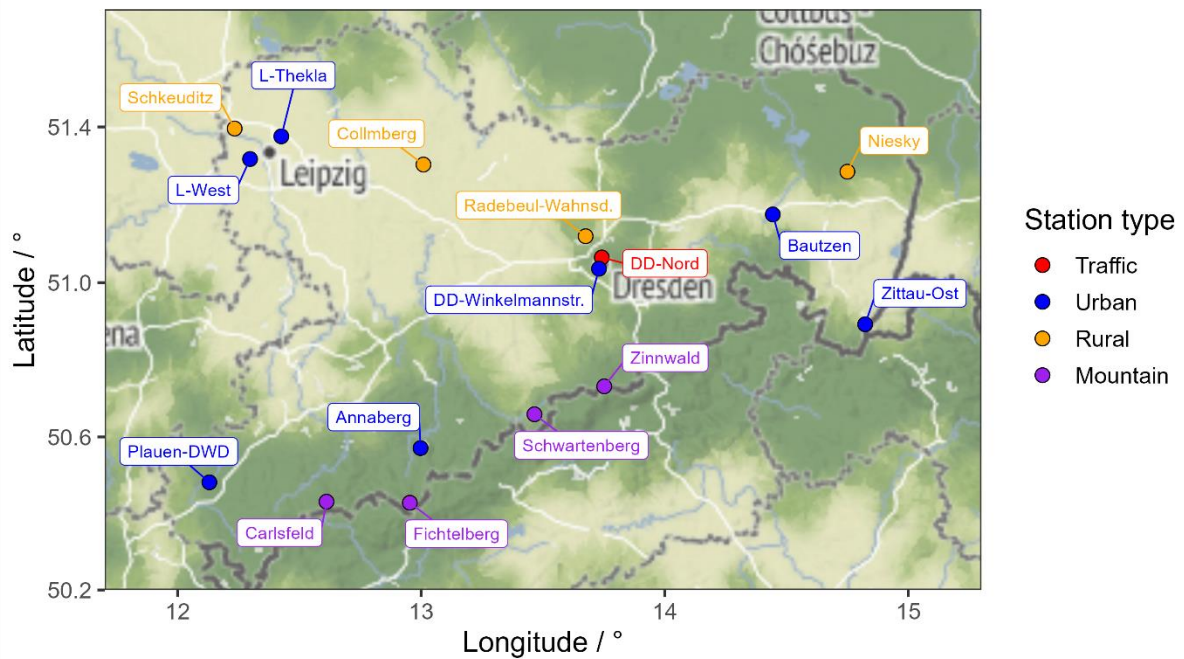 Cottbus -
Chóśebuz
L-Thekla
Schkeuditz
51.4
Collmberg
Niesky
Leipzig
L-West
Radebeul-Wahnsd.
Station type
Bautzen
Traffic
DD-Nord
51.0
Dresden
DD-Winkelmannstr.
Zittau-Ost
Urban
Latitude / °
ena
Rural
Zinnwald
Mountain
Annaberg
50.6
Schwartenberg
Plauen-DWD
Carlsfeld
Fichtelberg
50.2
12
13
14
15
Longitude / °